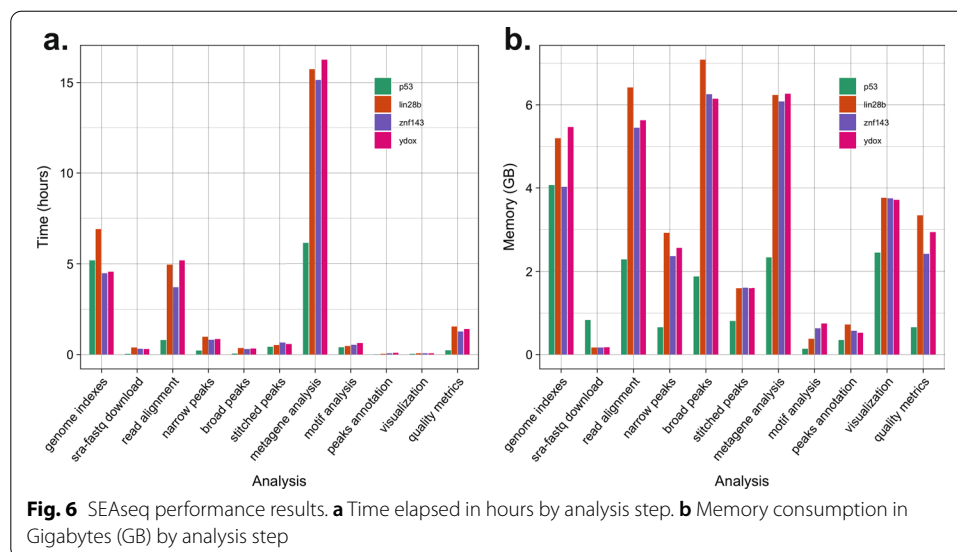 a.
Time (hours)
15
10
5
0
p53
lin28b
znf143
ydox
genome indexes
sra-fastq download
read alignment
narrow peaks
broad peaks
stitched peaks
metagene analysis
motif analysis
peaks annotation
visualization
quality metrics
Analysis
b.
Memory (GB)
6
4
2
0
p53
lin28b
znf143
ydox
genome indexes
sra-fastq download
read alignment
narrow peaks
broad peaks
stitched peaks
metagene analysis
motif analysis
peaks annotation
visualization
quality metrics
Analysis
Fig. 6 SEAseq performance results. a Time elapsed in hours by analysis step. b Memory consumption in
Gigabytes (GB) by analysis step